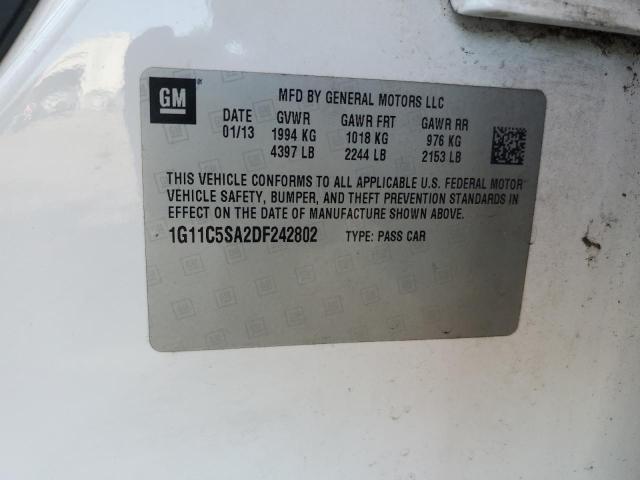 GM
MFD BY GENERAL MOTORS LLC
DATE GVWR GAWR FRT GAWR RR
01/13 1994 KG 1018 KG 976 KG
4397 LB 2244 LB 2153 LB
THIS VEHICLE CONFORMS TO ALL APPLICABLE U.S. FEDERAL MOTOR
VEHICLE SAFETY, BUMPER, AND THEFT PREVENTION STANDARDS IN
EFFECT ON THE DATE OF MANUFACTURE SHOWN ABOVE.
1G11C5SA2DF242802 TYPE: PASS CAR